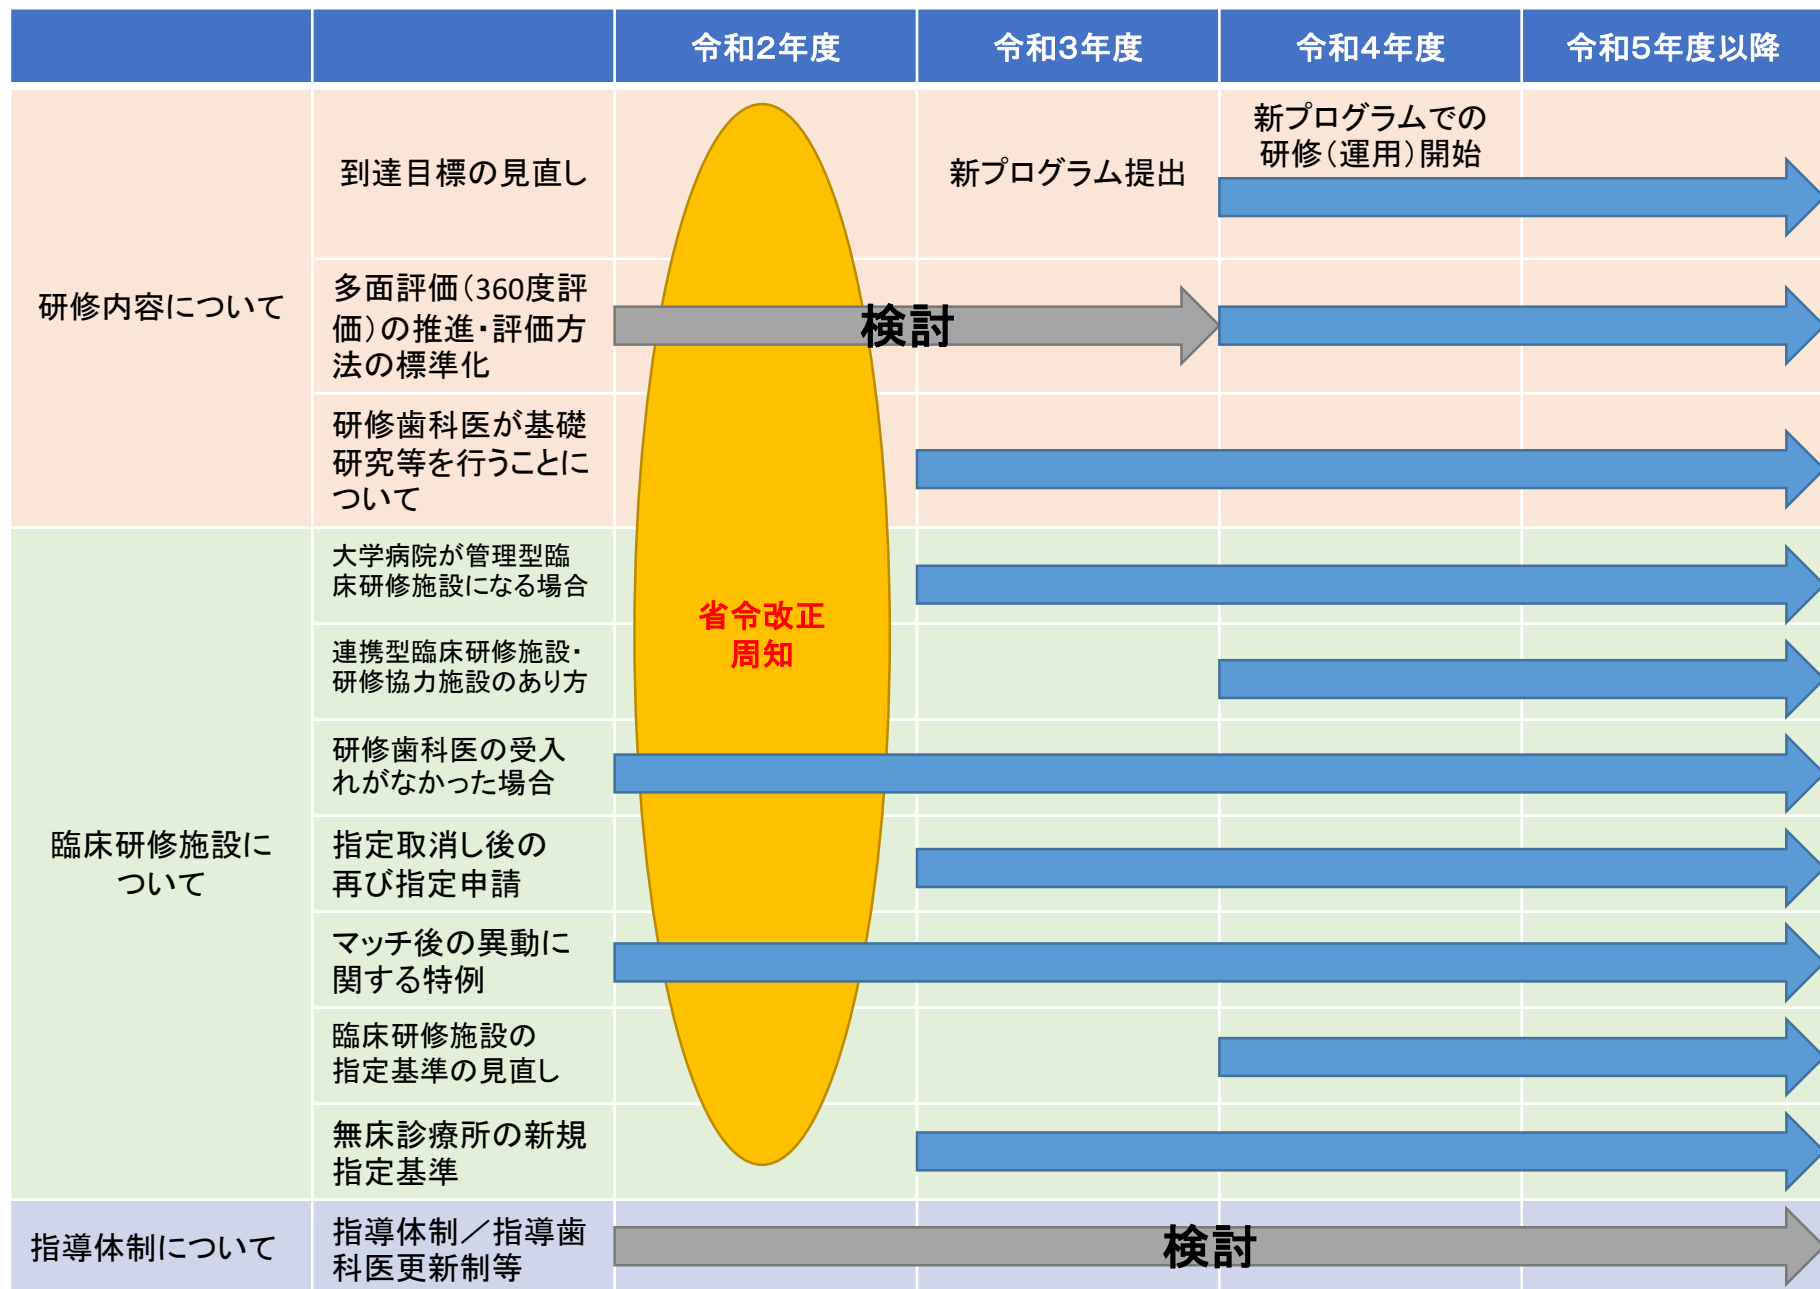 令和2年度
令和3年度
令和4年度
令和5年度以降
研修内容について
到達目標の見直し
新プログラム提出
新プログラムでの
研修（運用）開始
多面評価（360度評
価）の推進・評価方
法の標準化
検討
研修歯科医が基礎
研究等を行うことに
ついて
臨床研修施設に
ついて
大学病院が管理型臨
床研修施設になる場合
省令改正
周知
連携型臨床研修施設・
研修協力施設のあり方
研修歯科医の受入
れがなかった場合
指定取消し後の
再び指定申請
マッチ後の異動に
関する特例
臨床研修施設の
指定基準の見直し
無床診療所の新規
指定基準
指導体制について
指導体制／指導歯
科医更新制等
検討